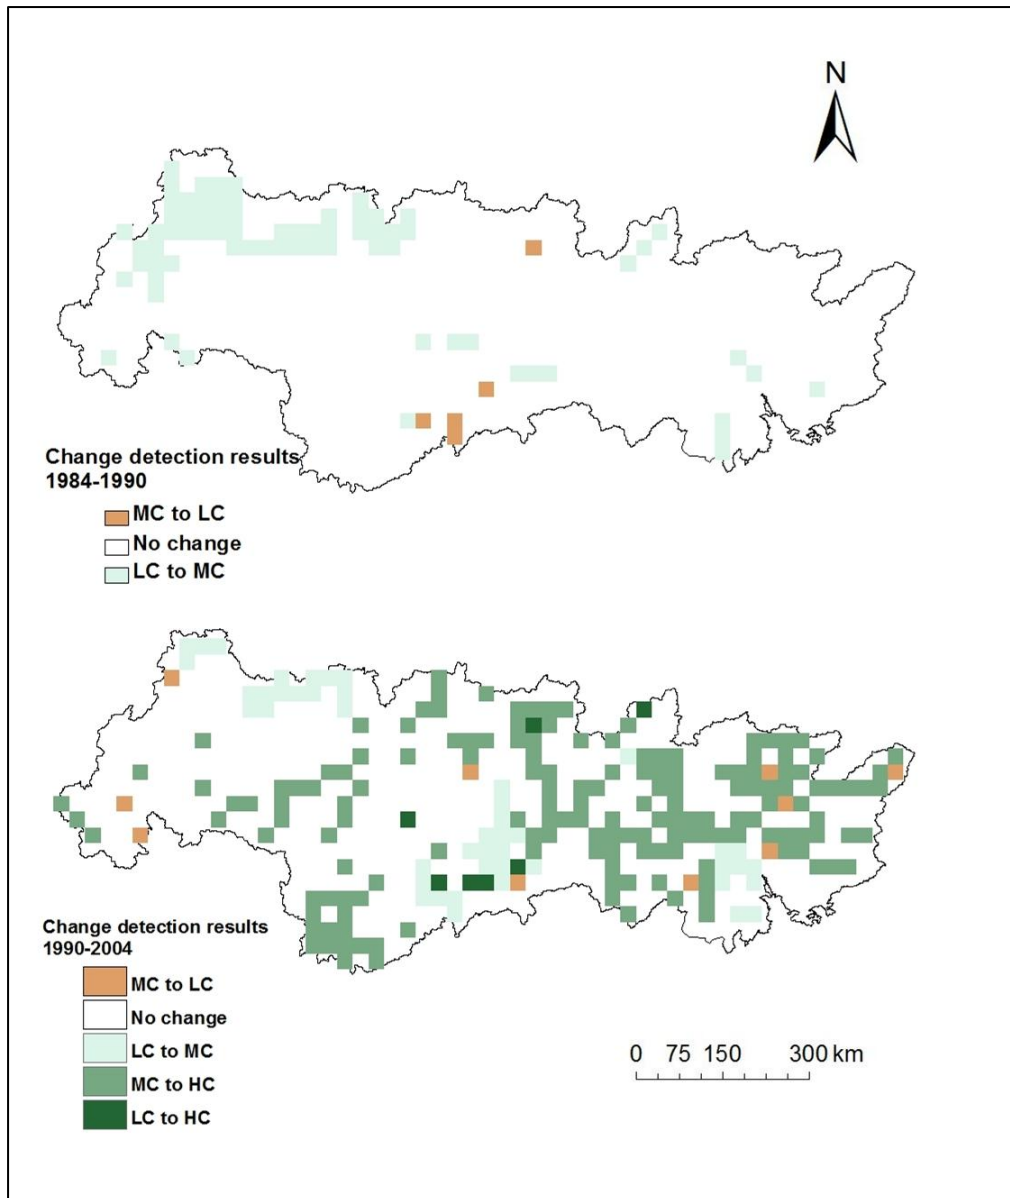 N
Change detection results
1984-1990
MC to LC
No change
LC to MC
Change detection results
1990-2004
MC to LC
No change
LC to MC
MC to HC
LC to HC
0 75 150 300 km